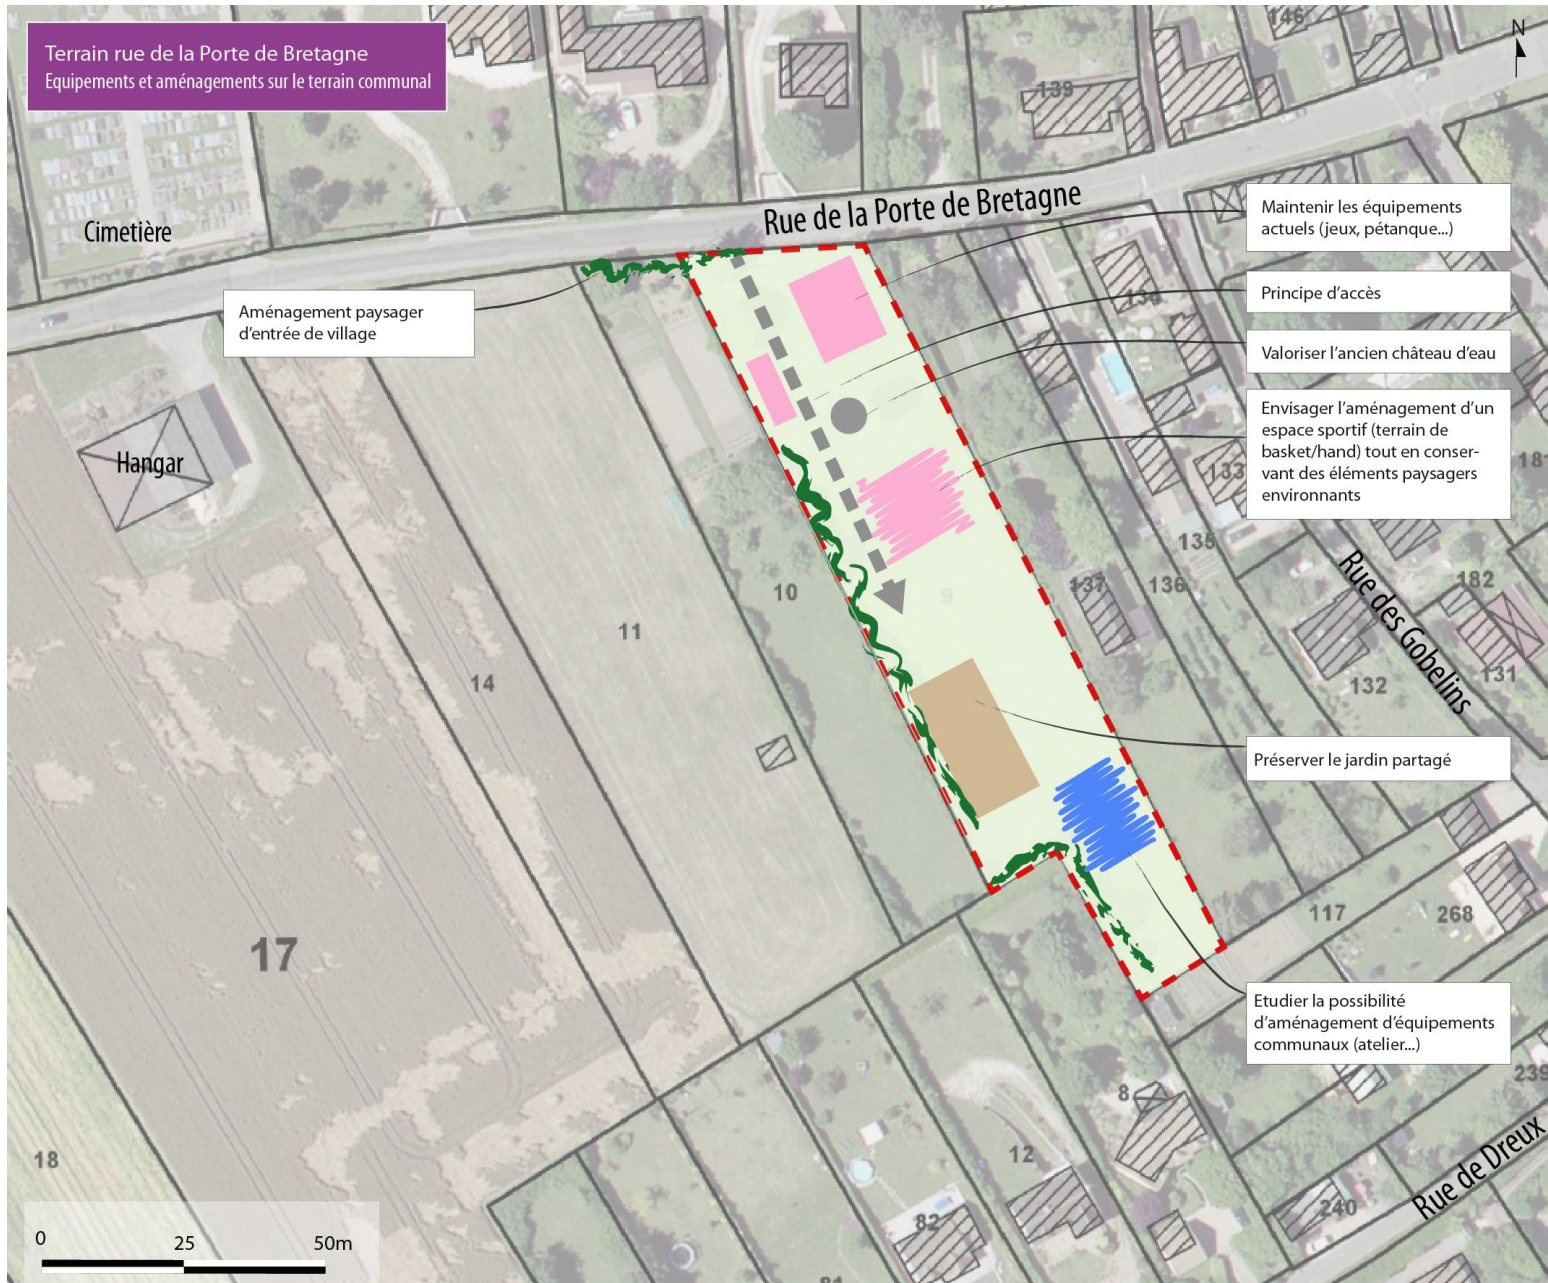 Terrain rue de la Porte de Bretagne
Equipements et aménagements sur le terrain communal
N
146
139
Cimetière
Rue de la Porte de Bretagne
Maintenir les équipements
actuels (jeux, pétanque...)
Principe d'accès
Valoriser l'ancien château d'eau
Envisager l'aménagement d'un
espace sportif (terrain de
basket/hand) tout en conser-
vant des éléments paysagers
environnants
Aménagement paysager
d'entrée de village
134
Hangar
133
181
135
Rue des Gobelins
10
9
137
136
182
11
14
132
131
Préserver le jardin partagé
17
117
268
Etudier la possibilité
d'aménagement d'équipements
communaux (atelier...)
239
8
18
12
Rue de Dreux
240
82
81
0 25 50m